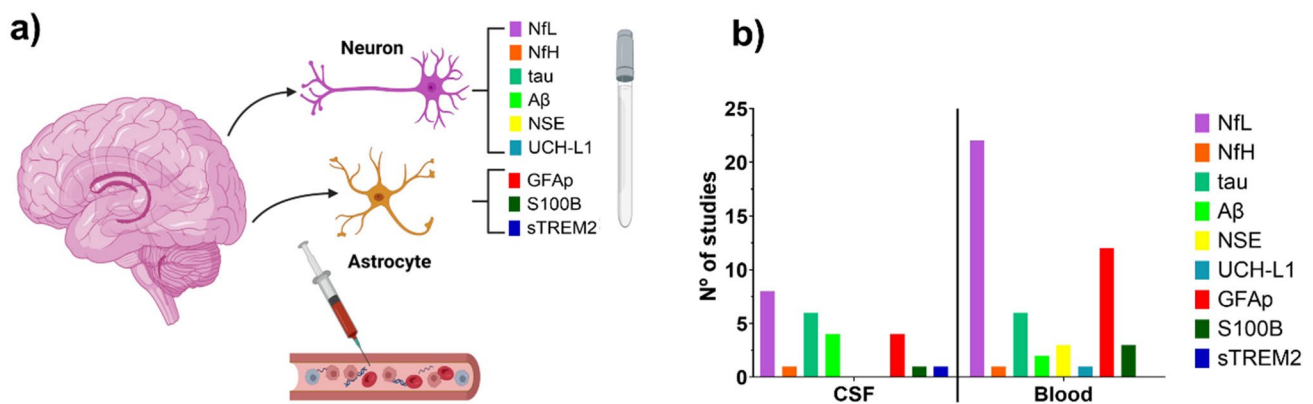 a)
Neuron
NfL
NfH
tau
Aβ
NSE
UCH-L1
GFAp
S100B
sTREM2
Astrocyte
b)
Nº of studies
25
20
15
10
5
0
CSF
Blood
NfL
NfH
tau
Aβ
NSE
UCH-L1
GFAp
S100B
sTREM2